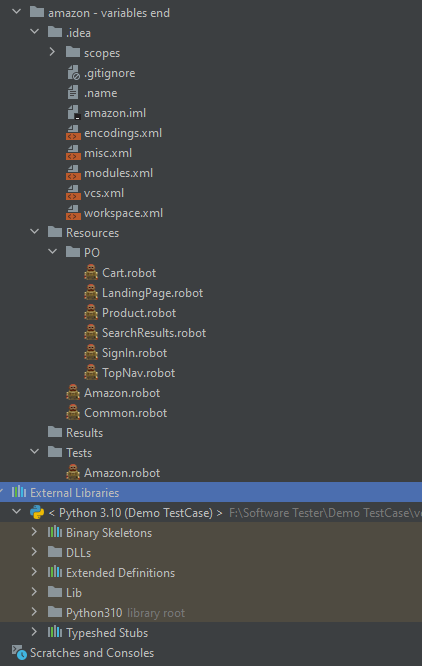 amazon - variables end
.idea
scopes
.gitignore
.name
amazon.iml
encodings.xml
misc.xml
modules.xml
vcs.xml
workspace.xml
Resources
PO
Cart.robot
LandingPage.robot
Product.robot
SearchResults.robot
SignIn.robot
TopNav.robot
Amazon.robot
Common.robot
Results
Tests
Amazon.robot
External Libraries
< Python 3.10 (Demo TestCase) > F:\Software Tester\Demo TestCase\v
Binary Skeletons
DLLs
Extended Definitions
Lib
Python310 library root
Typeshed Stubs
Scratches and Consoles